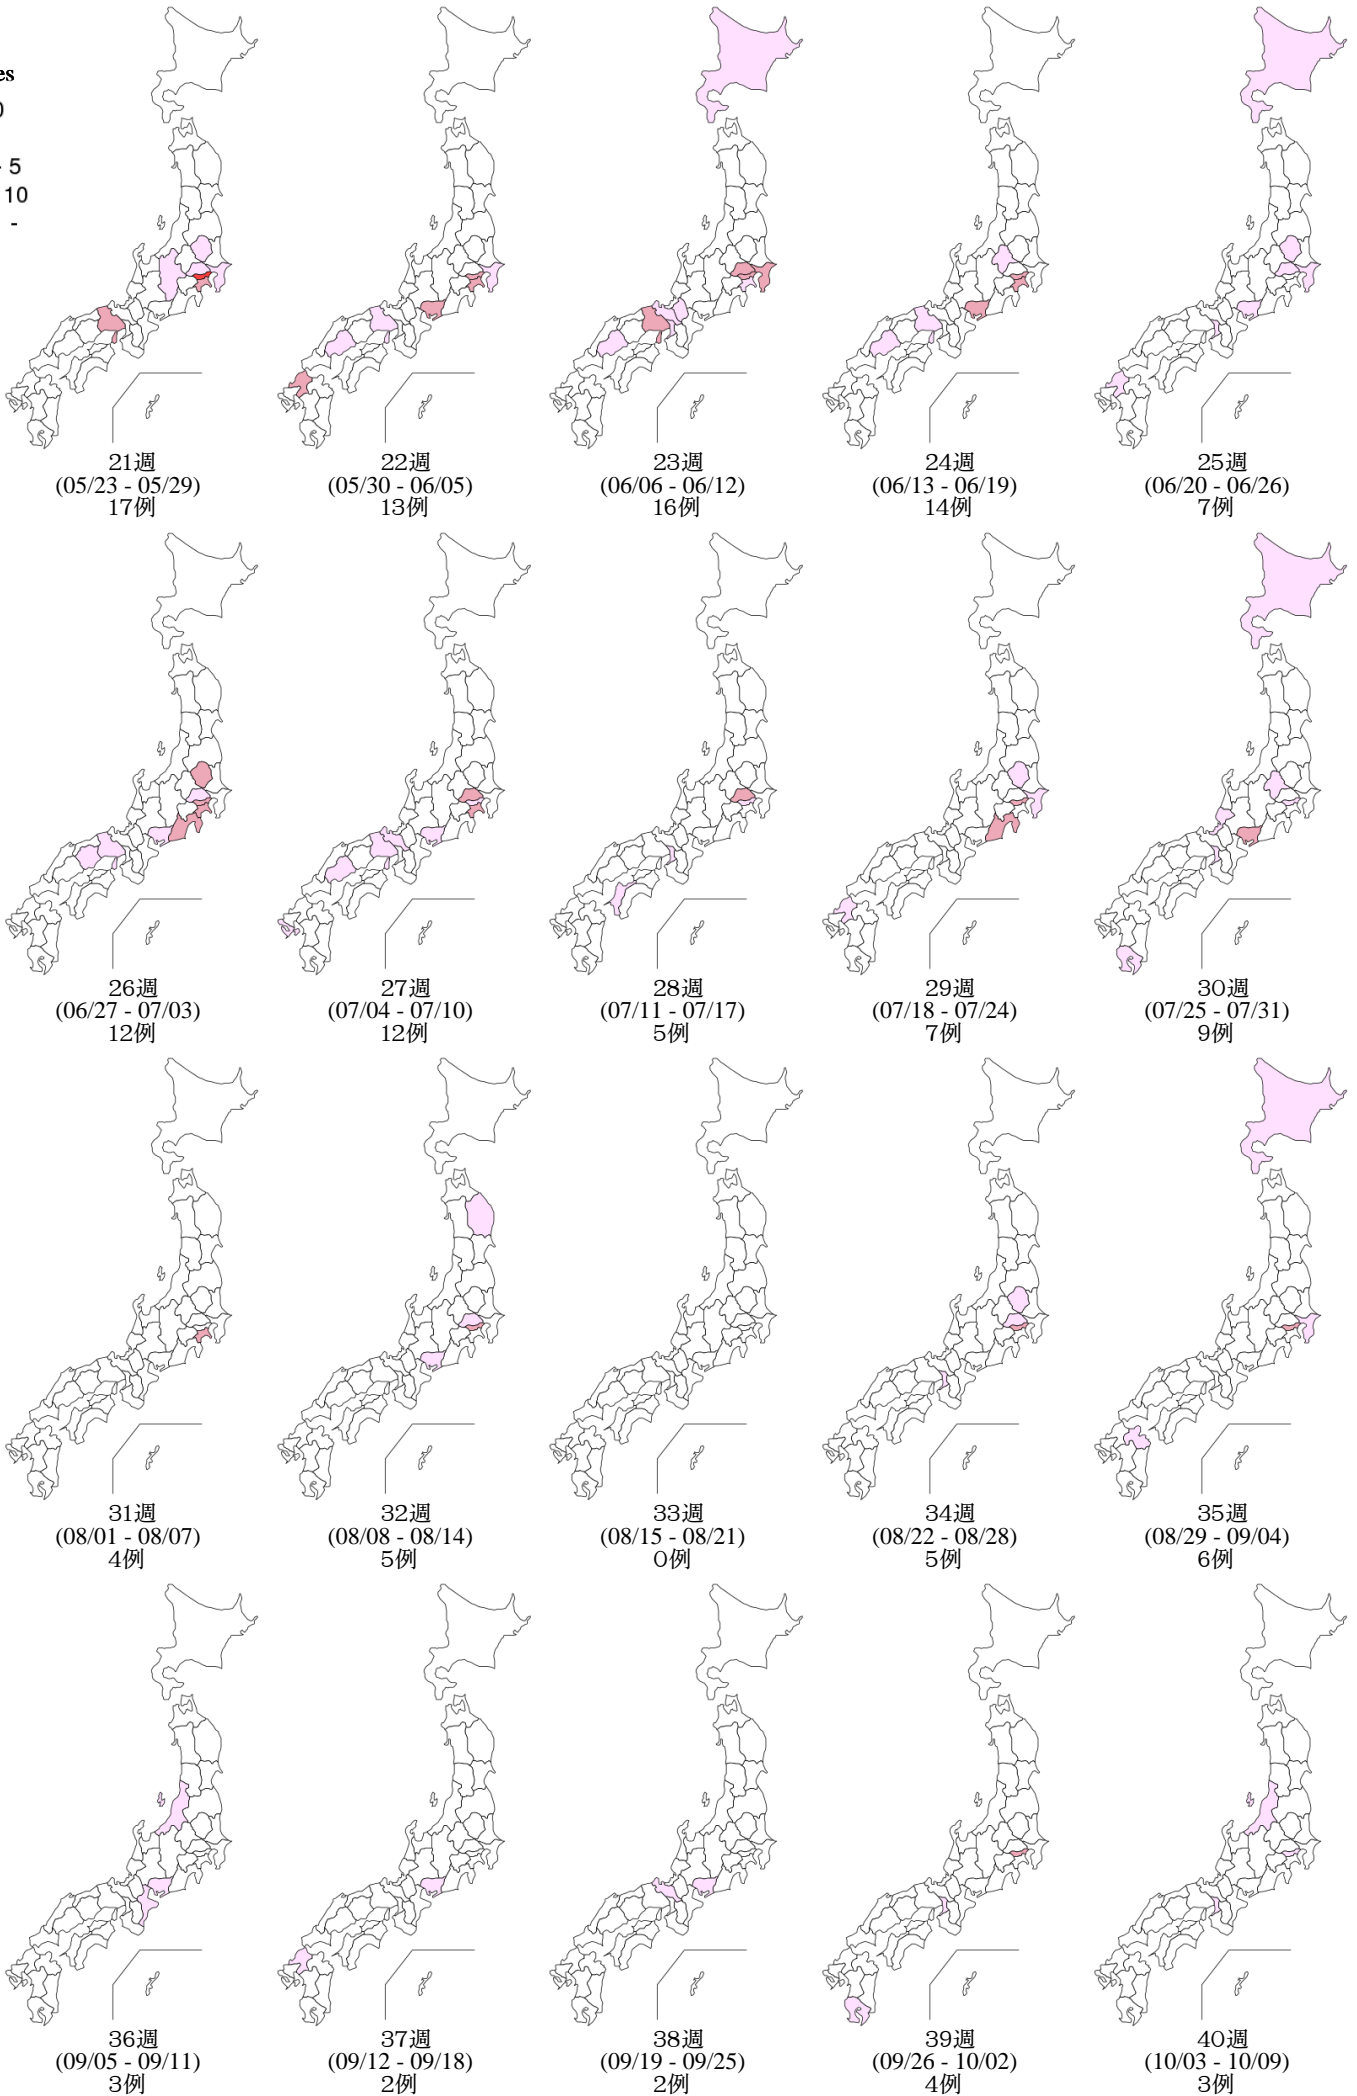 es
0
- 5
10
-
21週
(05/23 - 05/29)
17例
22週
(05/30 - 06/05)
13例
23週
(06/06 - 06/12)
16例
24週
(06/13 - 06/19)
14例
25週
(06/20 - 06/26)
7例
26週
(06/27 - 07/03)
12例
27週
(07/04 - 07/10)
12例
28週
(07/11 - 07/17)
5例
29週
(07/18 - 07/24)
7例
30週
(07/25 - 07/31)
9例
31週
(08/01 - 08/07)
4例
32週
(08/08 - 08/14)
5例
33週
(08/15 - 08/21)
0例
34週
(08/22 - 08/28)
5例
35週
(08/29 - 09/04)
6例
36週
(09/05 - 09/11)
3例
37週
(09/12 - 09/18)
2例
38週
(09/19 - 09/25)
2例
39週
(09/26 - 10/02)
4例
40週
(10/03 - 10/09)
3例